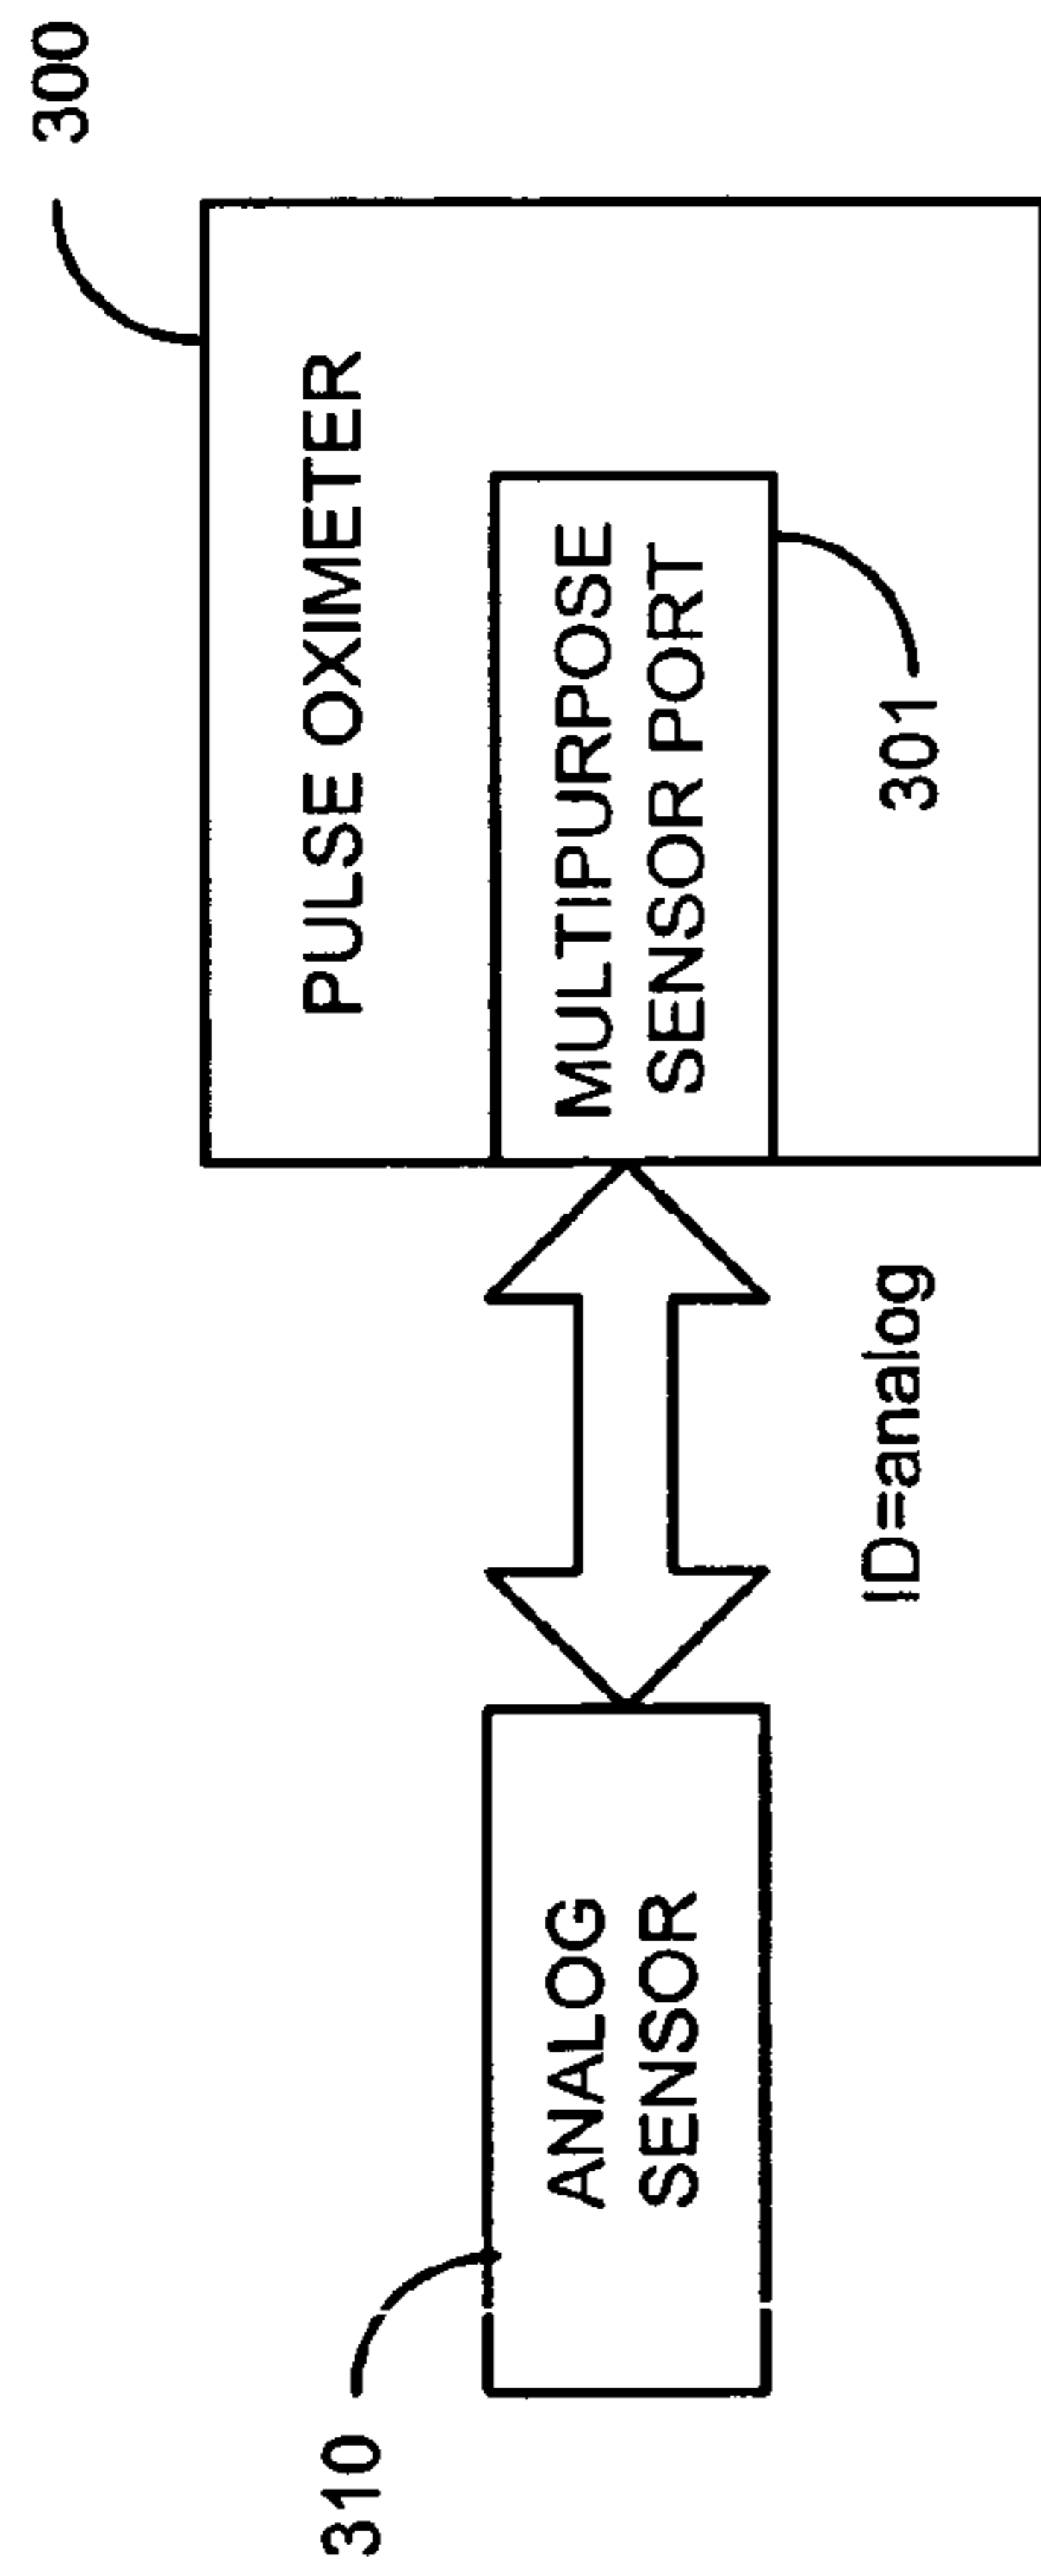 300
PULSE OXIMETER
MULTIPURPOSE
SENSOR PORT
301
310
ANALOG
SENSOR
ID=analog